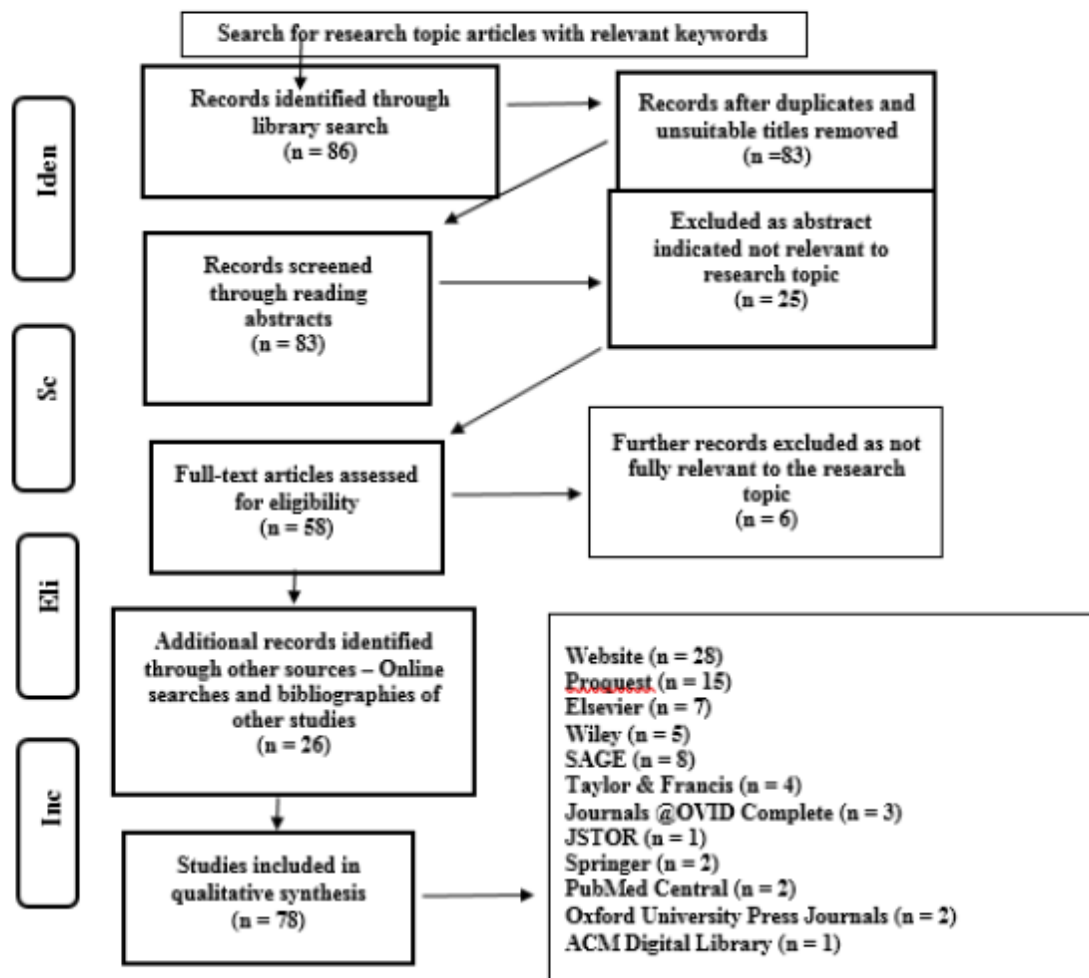 Search for research topic articles with relevant keywords
Iden
Records identified through
library search
(n = 86)
Records after duplicates and
unsuitable titles removed
(n =83)
Sc
Records screened
through reading
abstracts
(n = 83)
Excluded as abstract
indicated not relevant to
research topic
(n = 25)
Eli
Full-text articles assessed
for eligibility
(n = 58)
Further records excluded as not
fully relevant to the research
topic
(n = 6)
Additional records identified
through other sources – Online
searches and bibliographies of
other studies
(n = 26)
Inc
Studies included in
qualitative synthesis
(n = 78)
Website (n = 28)
Proquest (n = 15)
Elsevier (n = 7)
Wiley (n = 5)
SAGE (n = 8)
Taylor & Francis (n = 4)
Journals @OVID Complete (n = 3)
JSTOR (n = 1)
Springer (n = 2)
PubMed Central (n = 2)
Oxford University Press Journals (n = 2)
ACM Digital Library (n = 1)